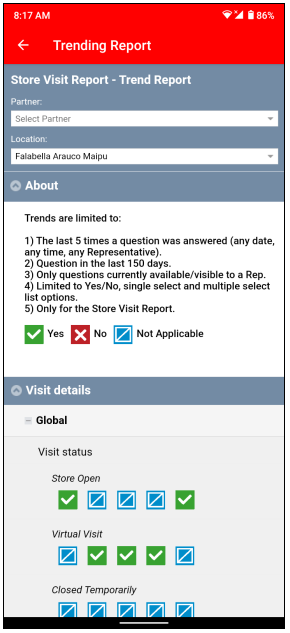 8:17 AM 86%
Trending Report
Store Visit Report - Trend Report
Partner:
Select Partner
Location:
Falabella Arauco Maipu
About
Trends are limited to:
1) The last 5 times a question was answered (any date,
any time, any Representative).
2) Question in the last 150 days.
3) Only questions currently available/visible to a Rep.
4) Limited to Yes/No, single select and multiple select
list options.
5) Only for the Store Visit Report.
Yes No Not Applicable
Visit details
Global
Visit status
Store Open
Virtual Visit
Closed Temporarily